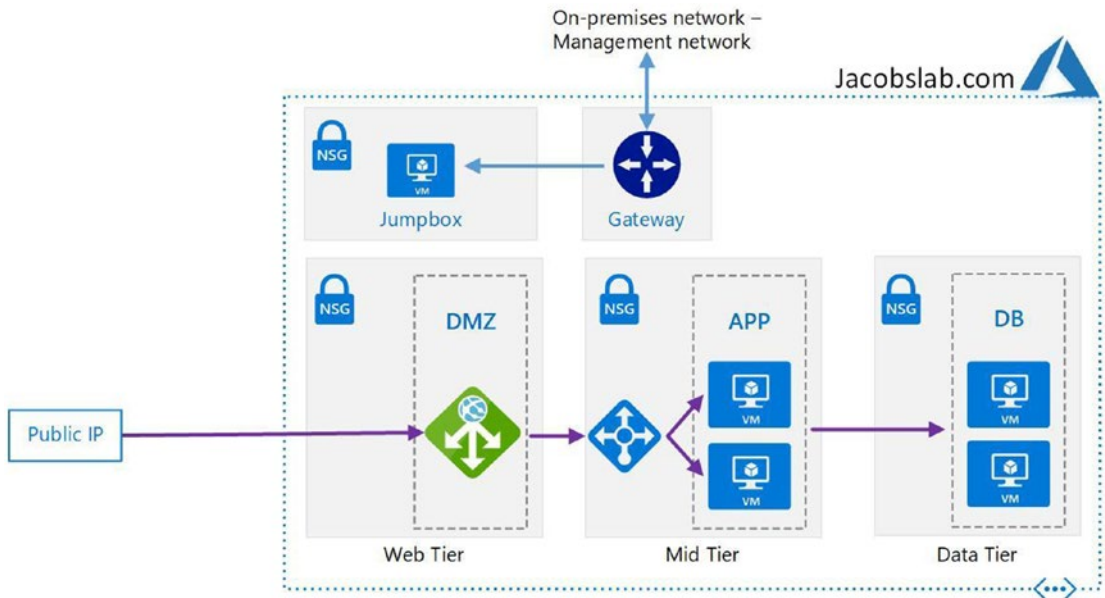 On-premises network –
Management network
Jacobslab.com
NSG
VM
Jumpbox
Gateway
NSG
DMZ
NSG
APP
VM
VM
NSG
DB
VM
VM
Public IP
Web Tier
Mid Tier
Data Tier